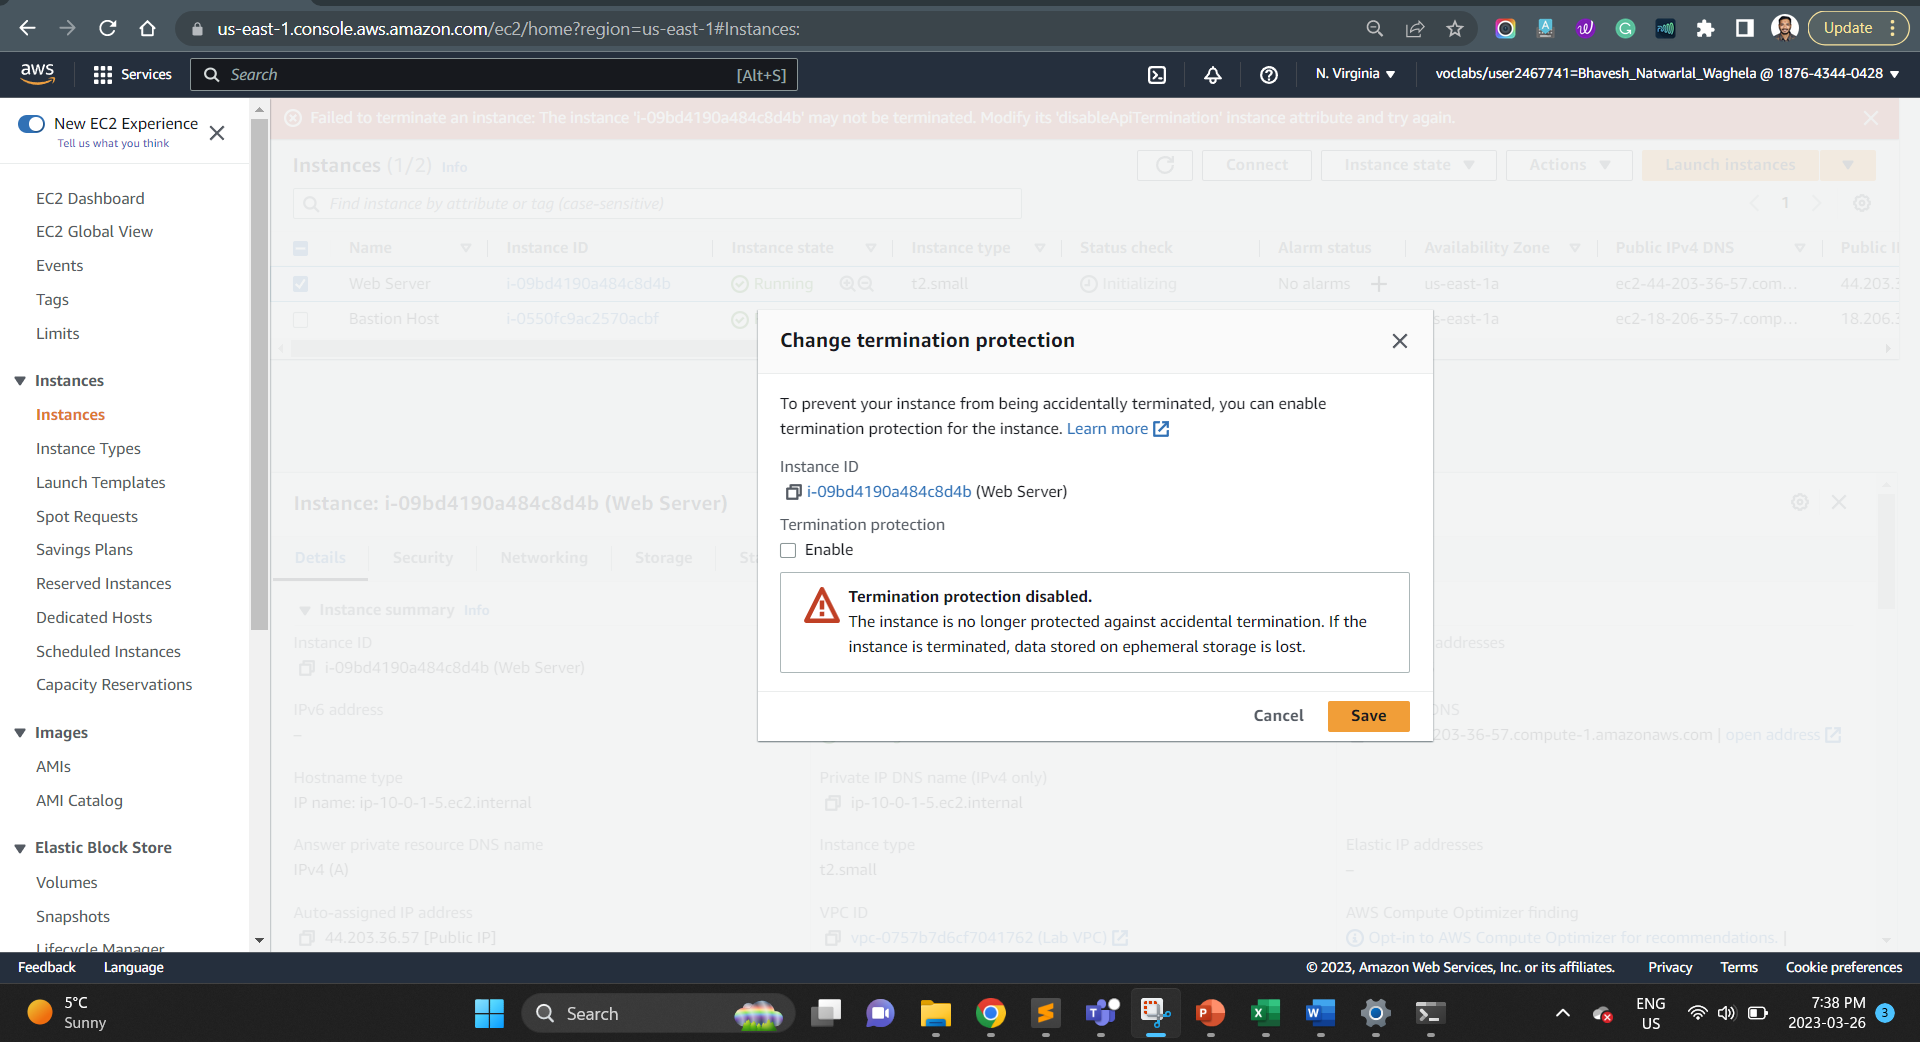 us-east-1.console.aws.amazon.com/ec2/home?region=us-east-1#Instances:
Update
aws
Services
Search
[Alt+S]
N. Virginia
voclabs/user2467741=Bhavesh_Natwarlal_Waghela @ 1876-4344-0428
New EC2 Experience
Tell us what you think
EC2 Dashboard
EC2 Global View
Events
Tags
Limits
Instances
Instances
Instance Types
Launch Templates
Spot Requests
Savings Plans
Reserved Instances
Dedicated Hosts
Scheduled Instances
Capacity Reservations
Images
AMIs
AMI Catalog
Elastic Block Store
Volumes
Snapshots
Lifecycle Manager
Failed to terminate an instance: The instance 'i-09bd4190a484c8d4b' may not be terminated. Modify its 'disableApiTermination' instance attribute and try again.
Instances (1/2) Info
Connect
Instance state
Actions
Launch instances
Find instance by attribute or tag (case-sensitive)
1
Name Instance ID Instance state Instance type Status check Alarm status Availability Zone Public IPv4 DNS
Web Server i-09bd4190a484c8d4b Running t2.small Initializing No alarms us-east-1a ec2-44-203-36-57.com... 44.203.3
Bastion Host i-0550fc9ac2570acbf s-east-1a ec2-18-206-35-7.comp... 18.206.3
Change termination protection
To prevent your instance from being accidentally terminated, you can enable
termination protection for the instance. Learn more
Instance ID
i-09bd4190a484c8d4b (Web Server)
Termination protection
Enable
Termination protection disabled.
The instance is no longer protected against accidental termination. If the
instance is terminated, data stored on ephemeral storage is lost.
Cancel
Save
Instance: i-09bd4190a484c8d4b (Web Server)
Details Security Networking Storage
Instance summary Info
Instance ID
i-09bd4190a484c8d4b (Web Server)
addresses
IPv6 address
–
DNS
203-36-57.compute-1.amazonaws.com | open address
Hostname type
IP name: ip-10-0-1-5.ec2.internal
Private IP DNS name (IPv4 only)
ip-10-0-1-5.ec2.internal
Answer private resource DNS name
IPv4 (A)
Instance type
t2.small
Elastic IP addresses
–
Auto-assigned IP address
44.203.36.57 [Public IP]
VPC ID
vpc-0757b7d6cf7041762 (Lab VPC)
AWS Compute Optimizer finding
Opt-in to AWS Compute Optimizer for recommendations. |
Feedback
Language
© 2023, Amazon Web Services, Inc. or its affiliates.
Privacy
Terms
Cookie preferences
5°C
Sunny
Search
ENG
US
7:38 PM
2023-03-26
3